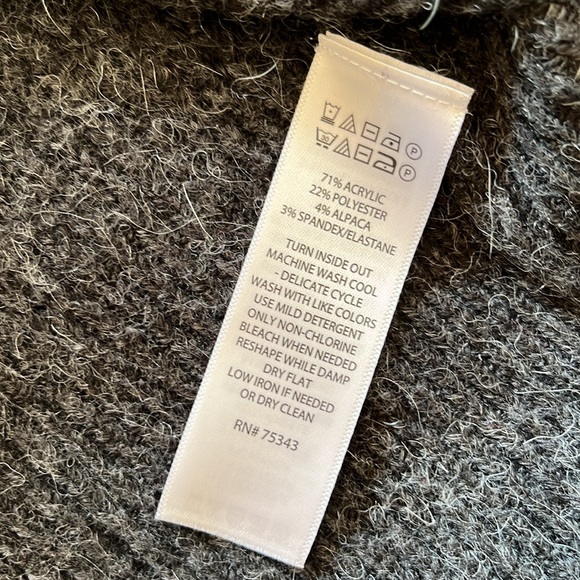 30
P
30
P
71% ACRYLIC
22% POLYESTER
4% ALPACA
3% SPANDEX/ELASTANE
TURN INSIDE OUT
MACHINE WASH COOL
- DELICATE CYCLE
WASH WITH LIKE COLORS
USE MILD DETERGENT
ONLY NON-CHLORINE
BLEACH WHEN NEEDED
RESHAPE WHILE DAMP
DRY FLAT
LOW IRON IF NEEDED
OR DRY CLEAN
RN# 75343